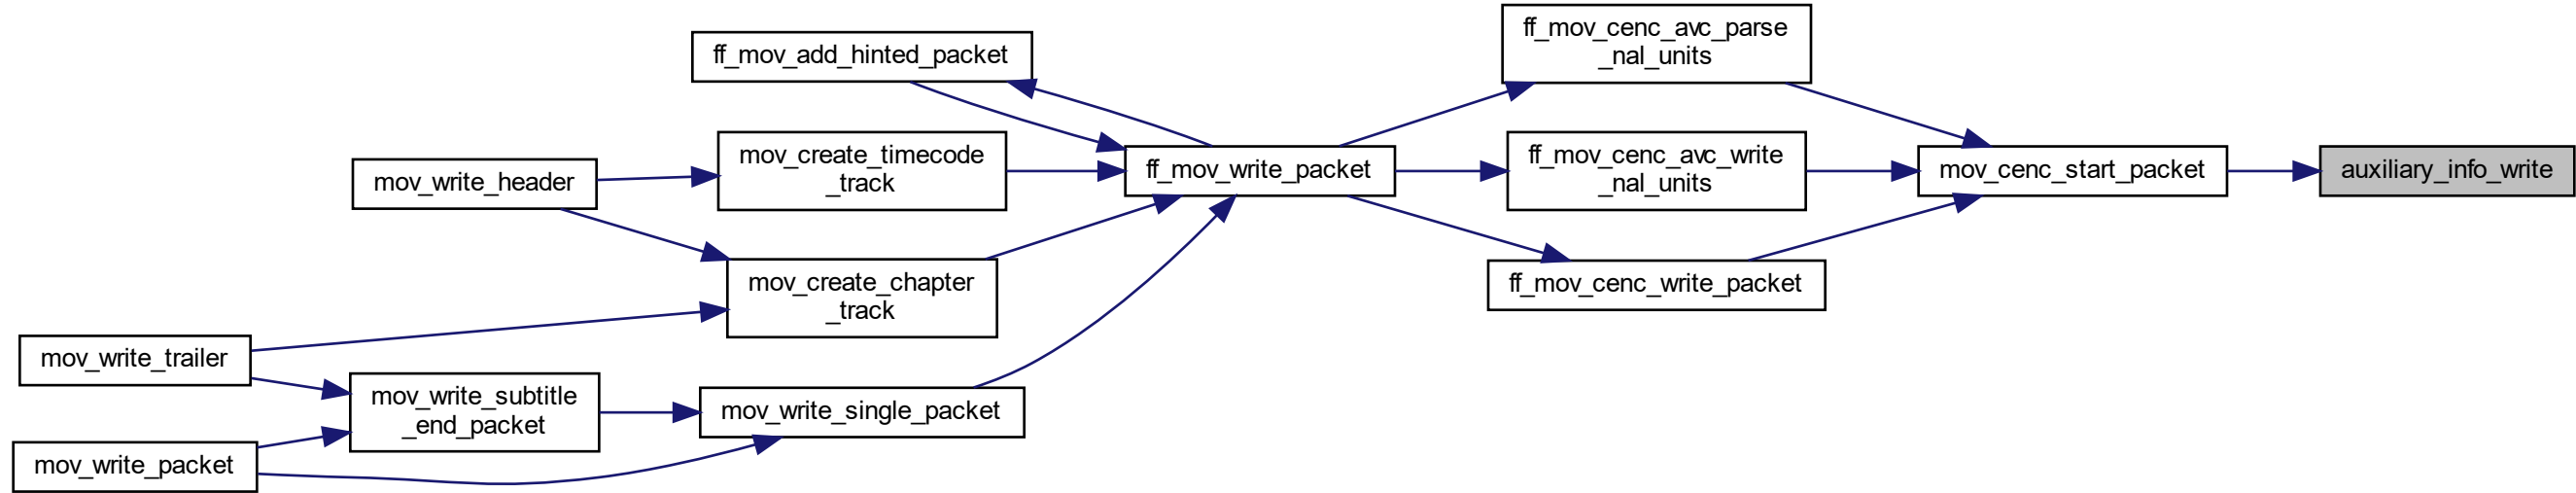 ff_mov_add_hinted_packet
mov_write_header
mov_create_timecode
_track
mov_create_chapter
_track
mov_write_trailer
mov_write_subtitle
_end_packet
mov_write_packet
mov_write_single_packet
ff_mov_write_packet
ff_mov_cenc_avc_parse
_nal_units
ff_mov_cenc_avc_write
_nal_units
ff_mov_cenc_write_packet
mov_cenc_start_packet
auxiliary_info_write